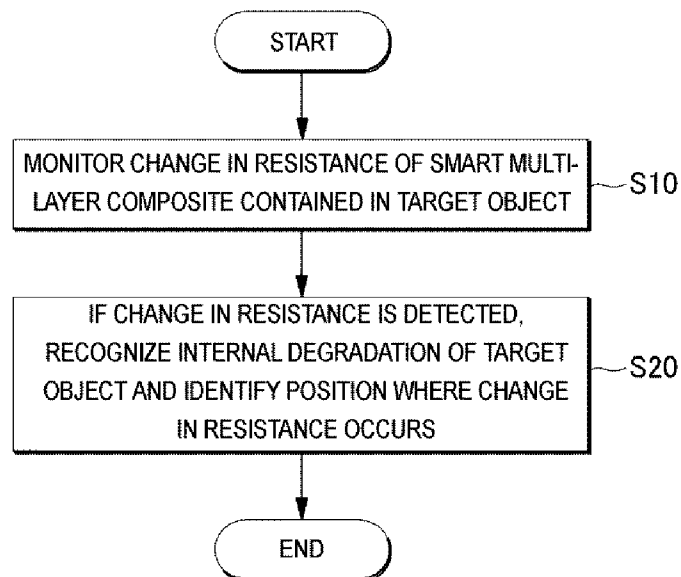 START
MONITOR CHANGE IN RESISTANCE OF SMART MULTI-
LAYER COMPOSITE CONTAINED IN TARGET OBJECT
S10
IF CHANGE IN RESISTANCE IS DETECTED,
RECOGNIZE INTERNAL DEGRADATION OF TARGET
OBJECT AND IDENTIFY POSITION WHERE CHANGE
IN RESISTANCE OCCURS
S20
END